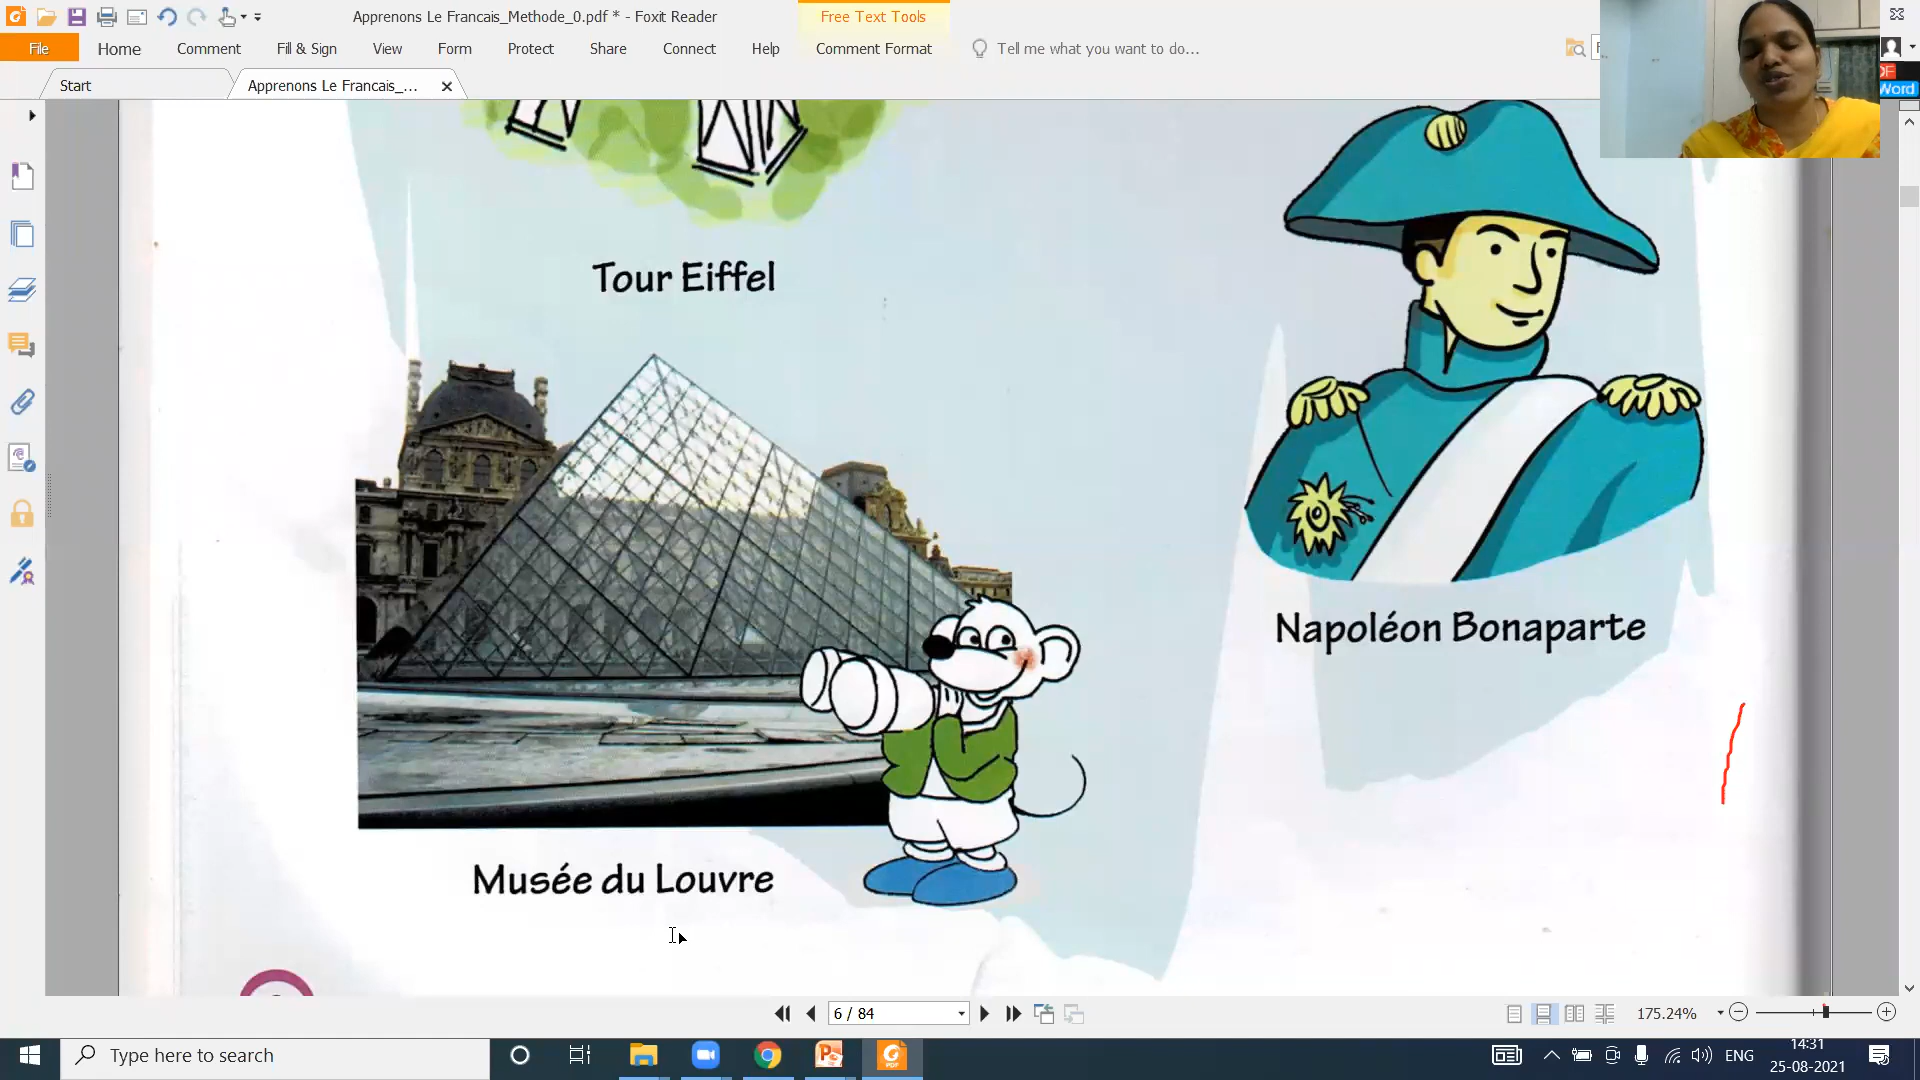 Apprenons Le Francais_Methode_0.pdf * - Foxit Reader
Free Text Tools
File
Home
Comment
Fill & Sign
View
Form
Protect
Share
Connect
Help
Comment Format
Tell me what you want to do...
Start
Apprenons Le Francais_...
Word
Tour Eiffel
Napoléon Bonaparte
Musée du Louvre
6 / 84
175.24%
Type here to search
ENG
14:31
25-08-2021